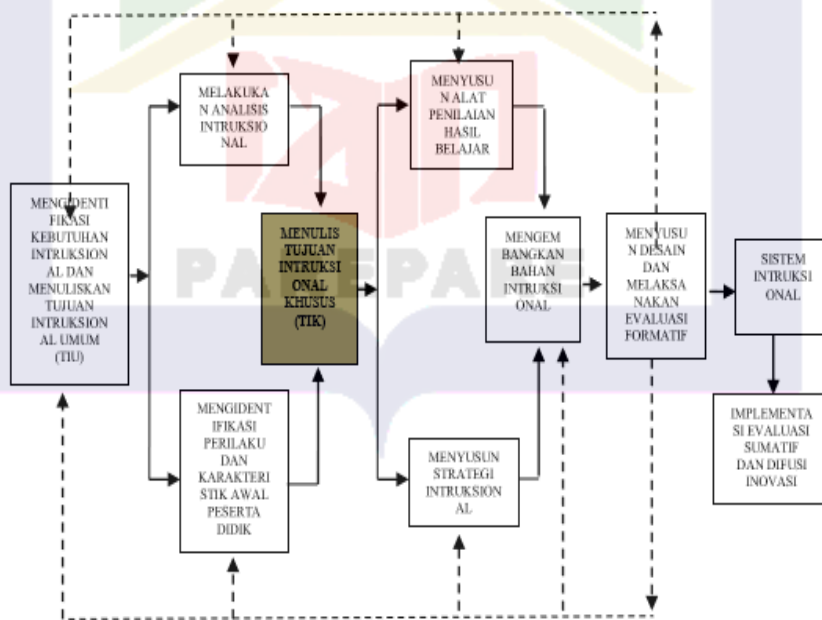 MENGIDENTI
FIKASI
KEBUTUHAN
INTRUKSION
AL DAN
MENULISKAN
TUJUAN
INTRUKSION
AL UMUM
(TIU)
MELAKUKA
N ANALISIS
INTRUKSIO
NAL
MENGIDENT
IFIKASI
PERILAKU
DAN
KARAKTERI
STIK AWAL
PESERTA
DIDIK
MENULIS
TUJUAN
INTRUKSI
ONAL
KHUSUS
(TIK)
MENYUSU
N ALAT
PENILAIAN
HASIL
BELAJAR
MENYUSUN
STRATEGI
INTRUKSION
AL
MENGEM
BANGKAN
BAHAN
INTRUKSI
ONAL
MENYUSU
N DESAIN
DAN
MELAKSA
NAKAN
EVALUASI
FORMATIF
SISTEM
INTRUKSI
ONAL
IMPLEMENTA
SI EVALUASI
SUMATIF
DAN DIFUSI
INOVASI
PAREPARE